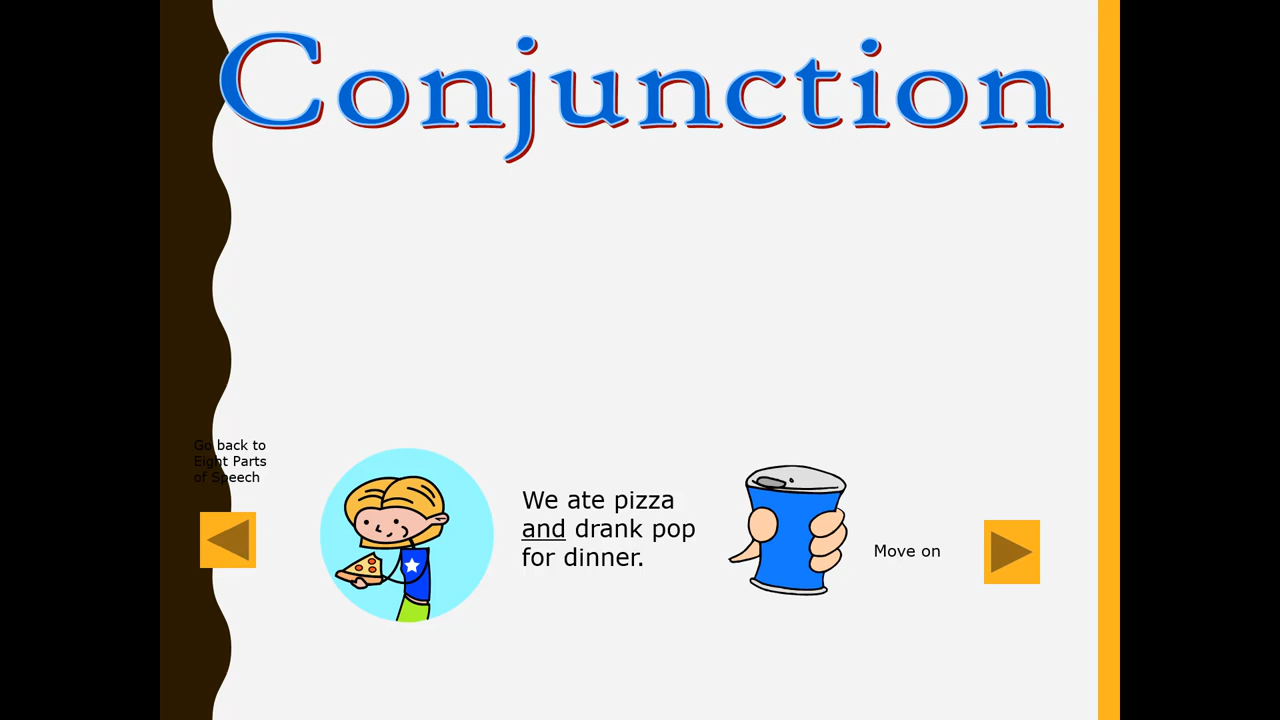 Conjunction
Go back to
Eight Parts
of Speech
We ate pizza
and drank pop
for dinner.
Move on